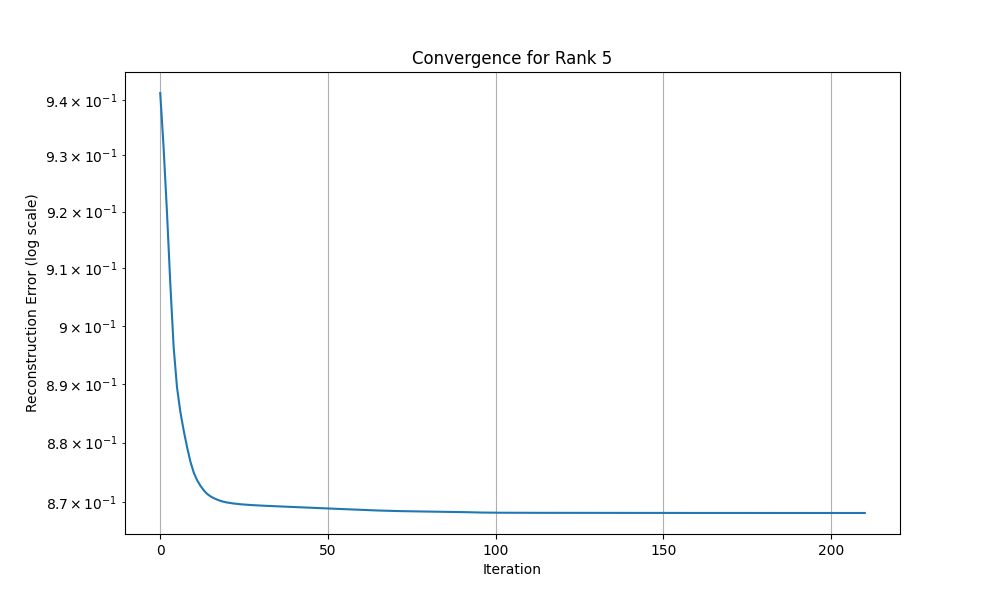 Convergence for Rank 5
Reconstruction Error (log scale)
9.4 × 10⁻¹
9.3 × 10⁻¹
9.2 × 10⁻¹
9.1 × 10⁻¹
9 × 10⁻¹
8.9 × 10⁻¹
8.8 × 10⁻¹
8.7 × 10⁻¹
0 50 100 150 200
Iteration